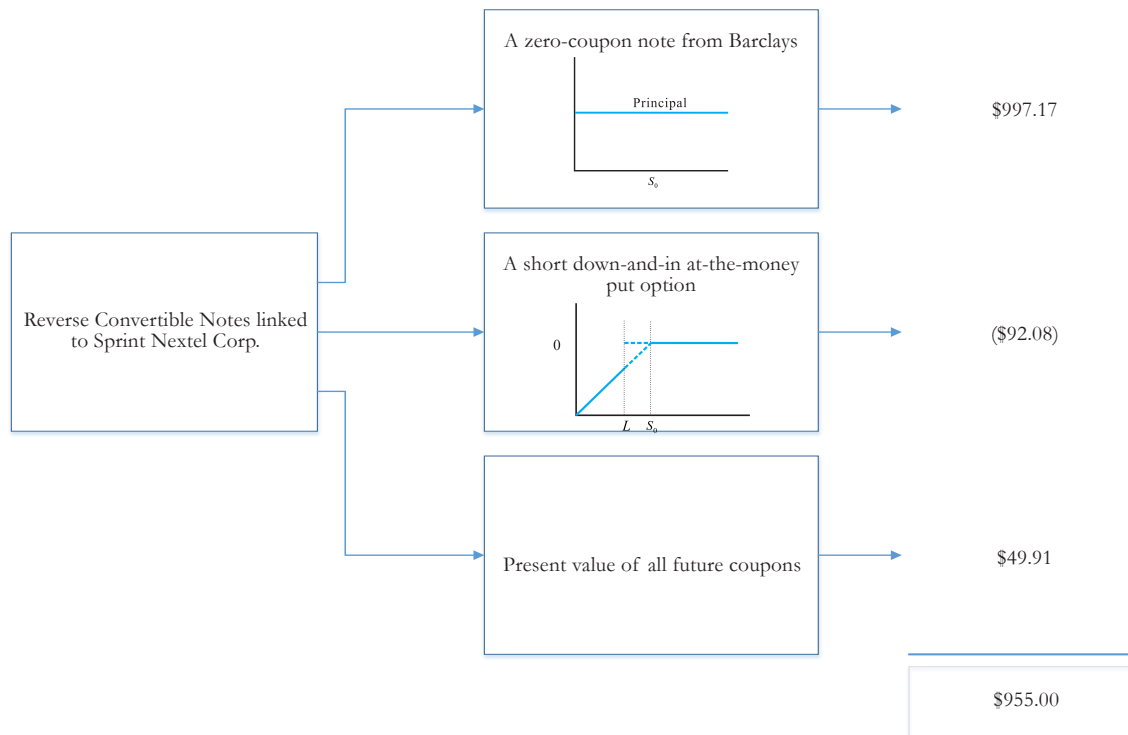 A zero-coupon note from Barclays
Principal
S₀
$997.17
Reverse Convertible Notes linked
to Sprint Nextel Corp.
A short down-and-in at-the-money
put option
0
L S₀
($92.08)
Present value of all future coupons
$49.91
$955.00